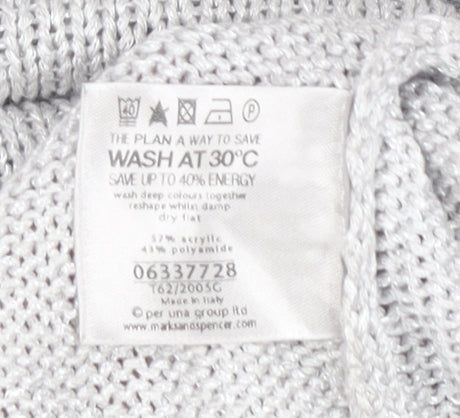 40 P
THE PLAN A WAY TO SAVE
WASH AT 30°C
SAVE UP TO 40% ENERGY
wash deep colours together
reshape whilst damp
dry flat
57% acrylic
43% polyamide
06337728
T62/2005G
Made in Italy
© per una group ltd
www.marksandspencer.com